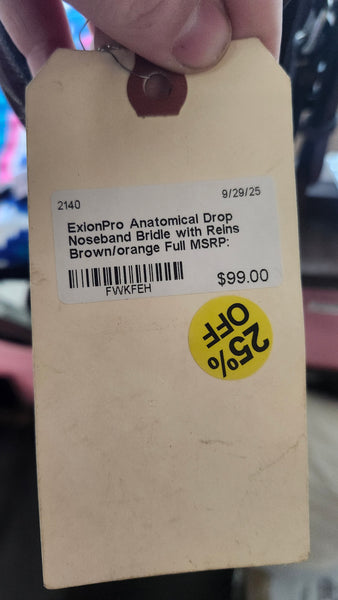 2140 9/29/25
ExionPro Anatomical Drop
Noseband Bridle with Reins
Brown/orange Full MSRP:
$99.00
FWKFEH
25%
OFF